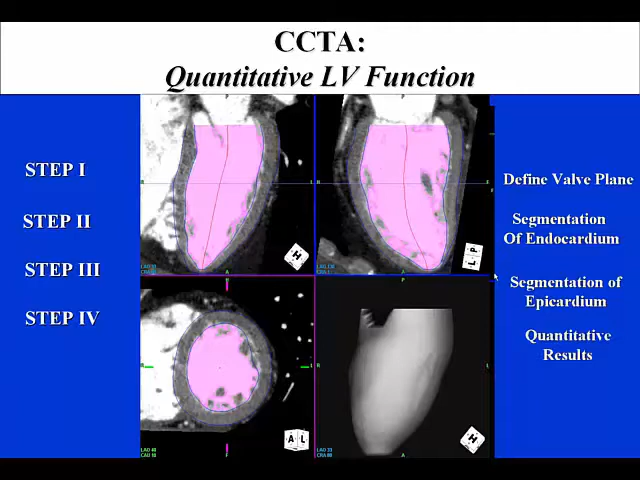 CCTA:
Quantitative LV Function
STEP I
STEP II
STEP III
STEP IV
Define Valve Plane
Segmentation
Of Endocardium
Segmentation of
Epicardium
Quantitative
Results
H
L P
A L
H